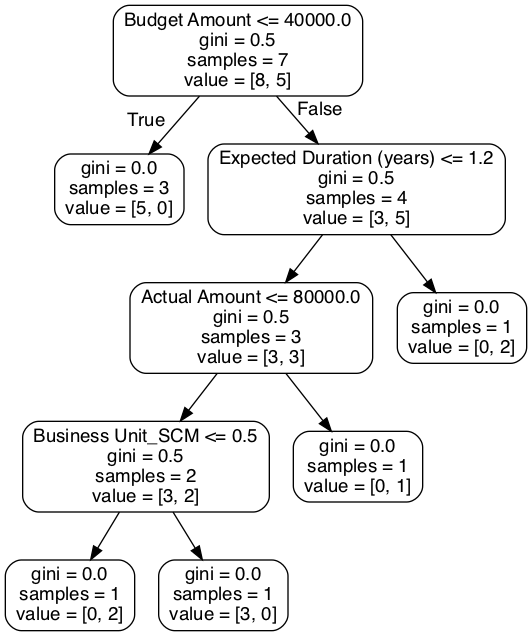 Budget Amount <= 40000.0
gini = 0.5
samples = 7
value = [8, 5]
True
False
gini = 0.0
samples = 3
value = [5, 0]
Expected Duration (years) <= 1.2
gini = 0.5
samples = 4
value = [3, 5]
Actual Amount <= 80000.0
gini = 0.5
samples = 3
value = [3, 3]
gini = 0.0
samples = 1
value = [0, 2]
Business Unit_SCM <= 0.5
gini = 0.5
samples = 2
value = [3, 2]
gini = 0.0
samples = 1
value = [0, 1]
gini = 0.0
samples = 1
value = [0, 2]
gini = 0.0
samples = 1
value = [3, 0]